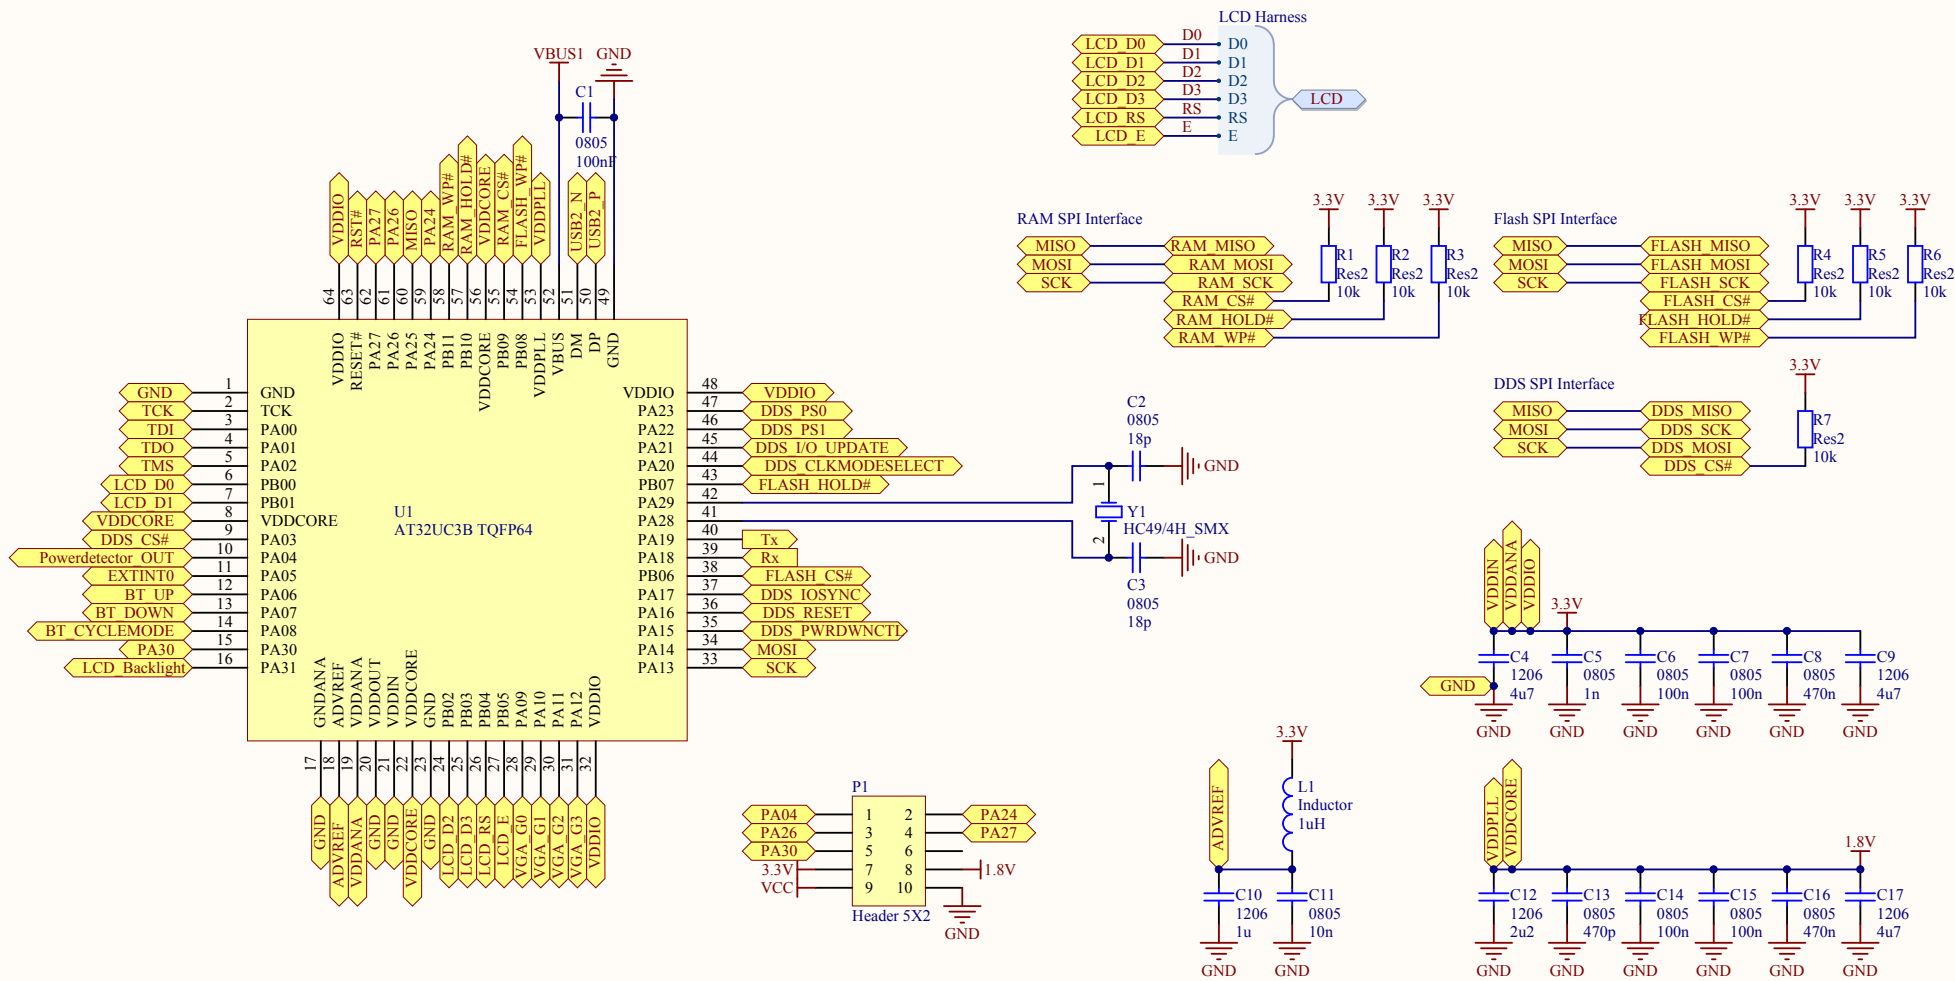 LCD Harness
LCD_D0 D0 D0
LCD_D1 D1 D1
LCD_D2 D2 D2
LCD_D3 D3 D3
LCD_RS RS RS
LCD_E E E
LCD
VBUS1 GND
C1
0805
100nF
VDDIO
RST#
PA27
PA26
MISO
PA24
RAM_WP#
RAM_HOLD#
VDDCORE
RAM_CS#
FLASH_WP#
VDDPLL
USB2_N
USB2_P
64 63 62 61 60 59 58 57 56 55 54 53 52 51 50 49
VDDIO
RESET#
PA27
PA26
PA25
PA24
PB11
PB10
VDDCORE
PB09
PB08
VDDPLL
VBUS
DM
DP
GND
GND 1 GND
TCK 2 TCK
TDI 3 PA00
TDO 4 PA01
TMS 5 PA02
LCD_D0 6 PB00
LCD_D1 7 PB01
VDDCORE 8 VDDCORE
DDS_CS# 9 PA03
Powerdetector_OUT 10 PA04
EXTINT0 11 PA05
BT_UP 12 PA06
BT_DOWN 13 PA07
BT_CYCLEMODE 14 PA08
PA30 15 PA30
LCD_Backlight 16 PA31
U1
AT32UC3B TQFP64
VDDIO 48 VDDIO
PA23 47 DDS_PS0
PA22 46 DDS_PS1
PA21 45 DDS_I/O_UPDATE
PA20 44 DDS_CLKMODESELECT
PB07 43 FLASH_HOLD#
PA29 42
PA28 41
PA19 40 Tx
PA18 39 Rx
PB06 38 FLASH_CS#
PA17 37 DDS_IOSYNC
PA16 36 DDS_RESET
PA15 35 DDS_PWRDWNCTL
PA14 34 MOSI
PA13 33 SCK
GNDANA
ADVREF
VDDANA
VDDOUT
VDDIN
VDDCORE
GND
PB02
PB03
PB04
PB05
PA09
PA10
PA11
PA12
VDDIO
17 18 19 20 21 22 23 24 25 26 27 28 29 30 31 32
GND
ADVREF
VDDANA
GND
GND
VDDCORE
GND
LCD_D2
LCD_D3
LCD_RS
LCD_E
VGA_G0
VGA_G1
VGA_G2
VGA_G3
VDDIO
C2
0805
18p
GND
1
Y1
HC49/4H_SMX
2
GND
C3
0805
18p
RAM SPI Interface
MISO RAM_MISO
MOSI RAM_MOSI
SCK RAM_SCK
RAM_CS#
RAM_HOLD#
RAM_WP#
3.3V 3.3V 3.3V
R1 R2 R3
Res2 Res2 Res2
10k 10k 10k
Flash SPI Interface
MISO FLASH_MISO
MOSI FLASH_MOSI
SCK FLASH_SCK
FLASH_CS#
FLASH_HOLD#
FLASH_WP#
3.3V 3.3V 3.3V
R4 R5 R6
Res2 Res2 Res2
10k 10k 10k
DDS SPI Interface
MISO DDS_MISO
MOSI DDS_SCK
SCK DDS_MOSI
DDS_CS#
3.3V
R7
Res2
10k
VDDIN
VDDANA
VDDIO
3.3V
C4 C5 C6 C7 C8 C9
1206 0805 0805 0805 0805 1206
4u7 1n 100n 100n 470n 4u7
GND
GND GND GND GND GND GND
P1
PA04 1 2 PA24
PA26 3 4 PA27
PA30 5 6
3.3V 7 8 1.8V
VCC 9 10
Header 5X2
GND
3.3V
ADVREF
L1
Inductor
1uH
C10 C11
1206 0805
1u 10n
GND GND
VDDPLL
VDDCORE
1.8V
C12 C13 C14 C15 C16 C17
1206 0805 0805 0805 0805 1206
2u2 470p 100n 100n 470n 4u7
GND GND GND GND GND GND